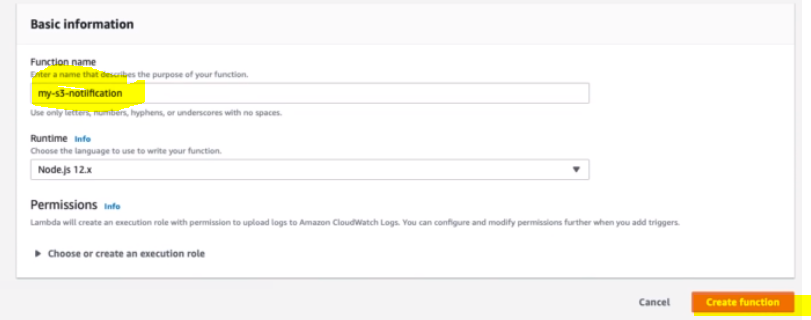 Basic information
Function name
Enter a name that describes the purpose of your function.
my-s3-notiification
Use only letters, numbers, hyphens, or underscores with no spaces.
Runtime Info
Choose the language to use to write your function.
Node.js 12.x
Permissions Info
Lambda will create an execution role with permission to upload logs to Amazon CloudWatch Logs. You can configure and modify permissions further when you add triggers.
Choose or create an execution role
Cancel Create function